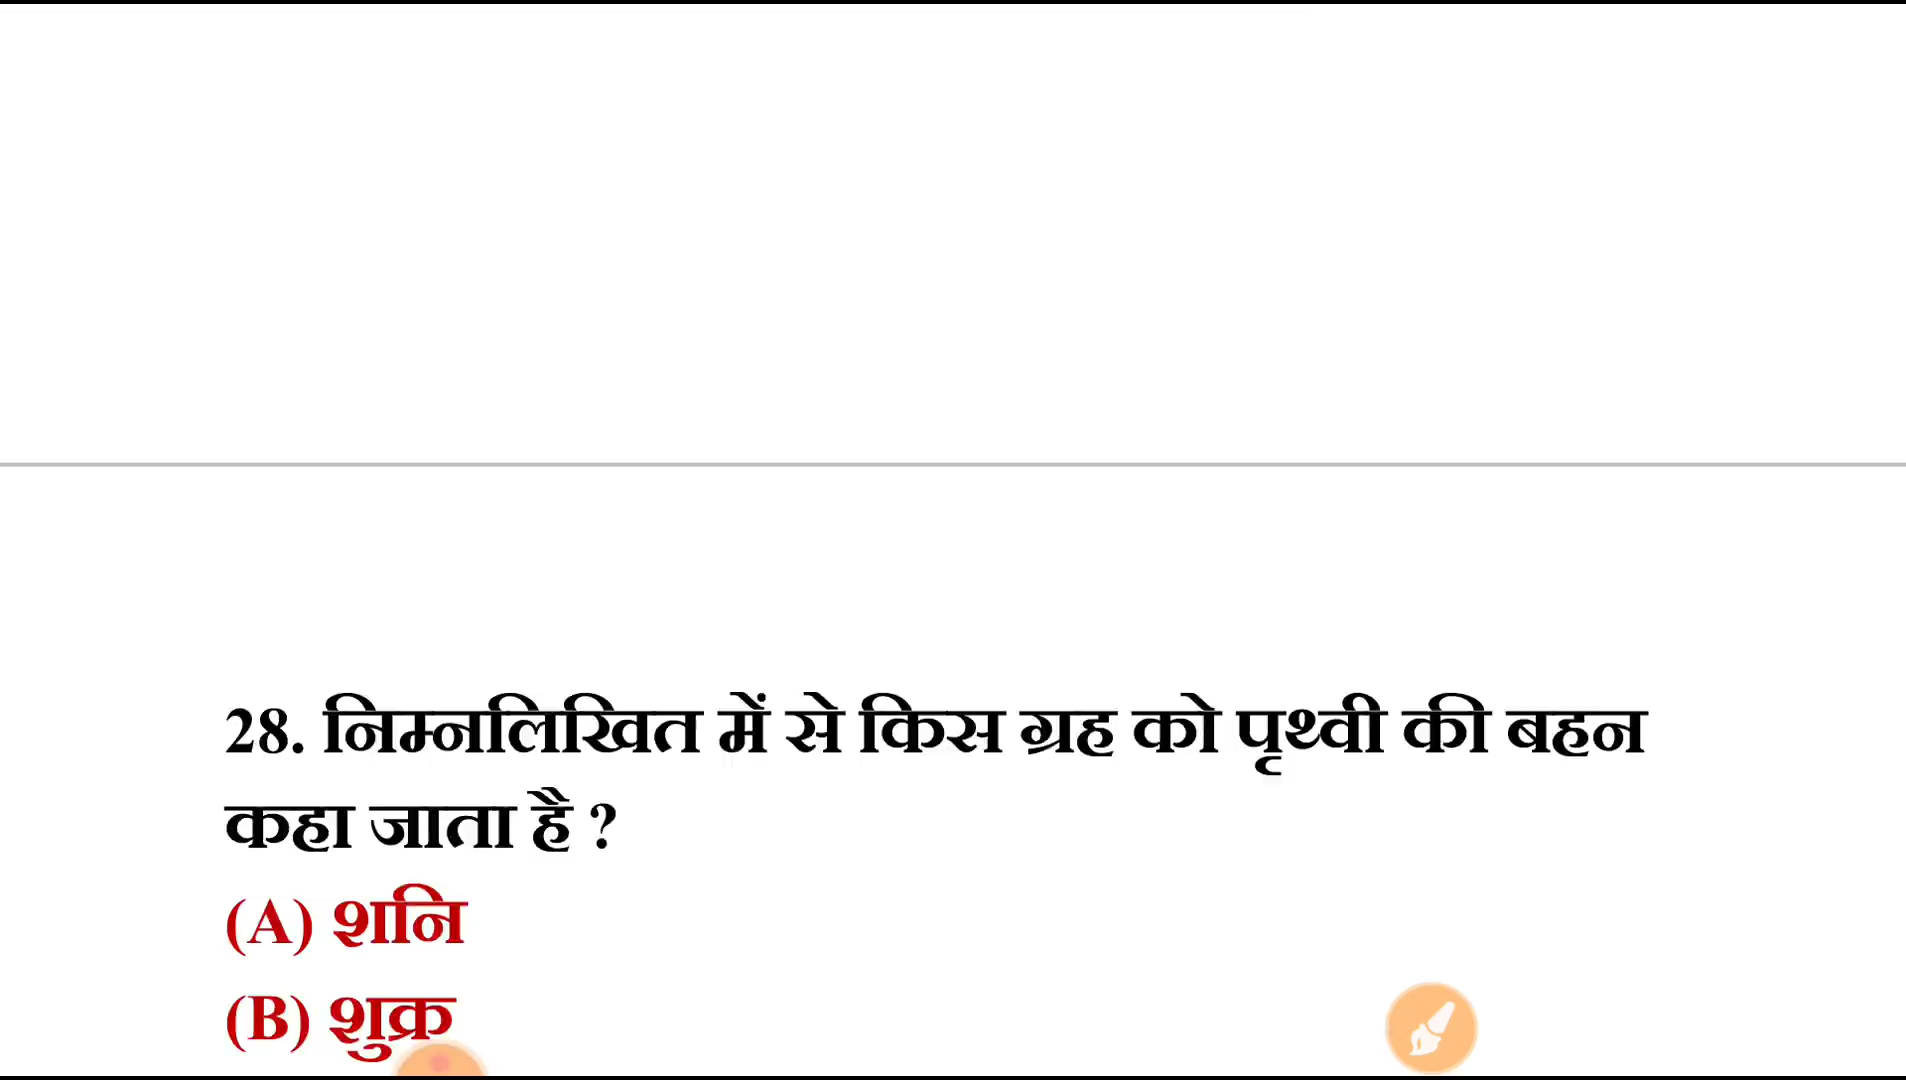 28. निम्नलिखित में से किस ग्रह को पृथ्वी की बहन
कहा जाता है ?
(A) शनि
(B) शुक्र